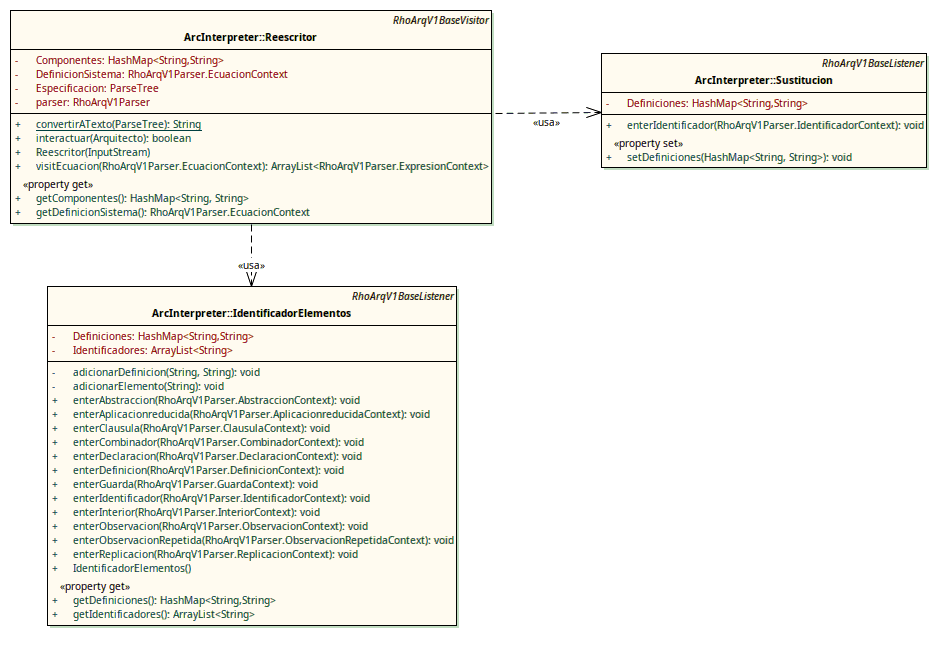 RhoArqV1BaseVisitor
ArcInterpreter::Reescritor
- Componentes: HashMap<String,String>
- DefinicionSistema: RhoArqV1Parser.EcuacionContext
- Especificacion: ParseTree
- parser: RhoArqV1Parser
+ convertirATexto(ParseTree): String
+ interactuar(Arquitecto): boolean
+ Reescritor(InputStream)
+ visitEcuacion(RhoArqV1Parser.EcuacionContext): ArrayList<RhoArqV1Parser.ExpresionContext>
«property get»
+ getComponentes(): HashMap<String, String>
+ getDefinicionSistema(): RhoArqV1Parser.EcuacionContext
«usa»
RhoArqV1BaseListener
ArcInterpreter::Sustitucion
- Definiciones: HashMap<String,String>
+ enterIdentificador(RhoArqV1Parser.IdentificadorContext): void
«property set»
+ setDefiniciones(HashMap<String, String>): void
«usa»
RhoArqV1BaseListener
ArcInterpreter::IdentificadorElementos
- Definiciones: HashMap<String,String>
- Identificadores: ArrayList<String>
- adicionarDefinicion(String, String): void
- adicionarElemento(String): void
+ enterAbstraccion(RhoArqV1Parser.AbstraccionContext): void
+ enterAplicacionreducida(RhoArqV1Parser.AplicacionreducidaContext): void
+ enterClausula(RhoArqV1Parser.ClausulaContext): void
+ enterCombinador(RhoArqV1Parser.CombinadorContext): void
+ enterDeclaracion(RhoArqV1Parser.DeclaracionContext): void
+ enterDefinicion(RhoArqV1Parser.DefinicionContext): void
+ enterGuarda(RhoArqV1Parser.GuardaContext): void
+ enterIdentificador(RhoArqV1Parser.IdentificadorContext): void
+ enterInterior(RhoArqV1Parser.InteriorContext): void
+ enterObservacion(RhoArqV1Parser.ObservacionContext): void
+ enterObservacionRepetida(RhoArqV1Parser.ObservacionRepetidaContext): void
+ enterReplicacion(RhoArqV1Parser.ReplicacionContext): void
+ IdentificadorElementos()
«property get»
+ getDefiniciones(): HashMap<String,String>
+ getIdentificadores(): ArrayList<String>